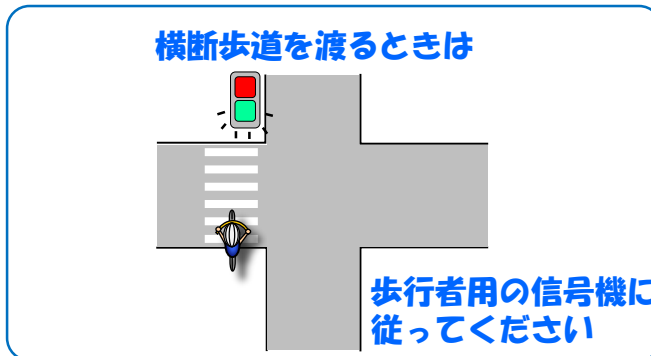 横断歩道を渡るときは
歩行者用の信号機に
従ってください